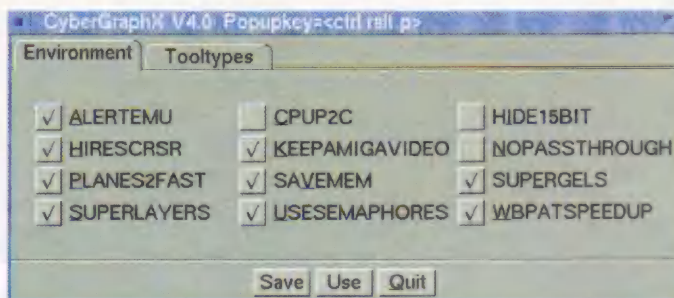 CyberGraphX V4.0 Popupkey=<ctrl ralt p>
Environment Tooltypes
ALERTEMU CPUP2C HIDE15BIT
HIRESCRSR KEEPAMIGAVIDEO NOPASSTHROUGH
PLANES2FAST SAVEMEM SUPERGELS
SUPERLAYERS USESEMAPHORES WBPATSPEEDUP
Save Use Quit